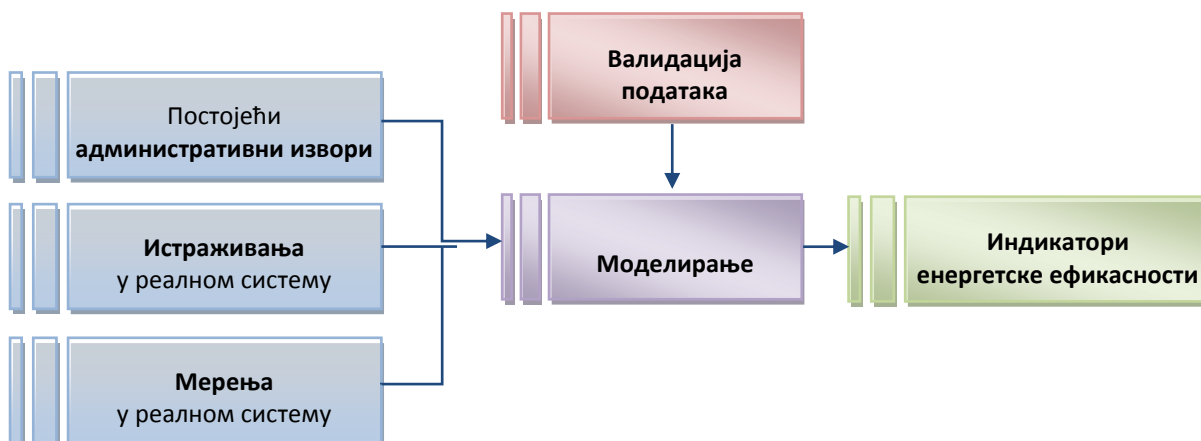 Валидација
података
Постојећи
административни извори
Истраживања
у реалном систему
Моделирање
Индикатори
енергетске ефикасности
Мерења
у реалном систему